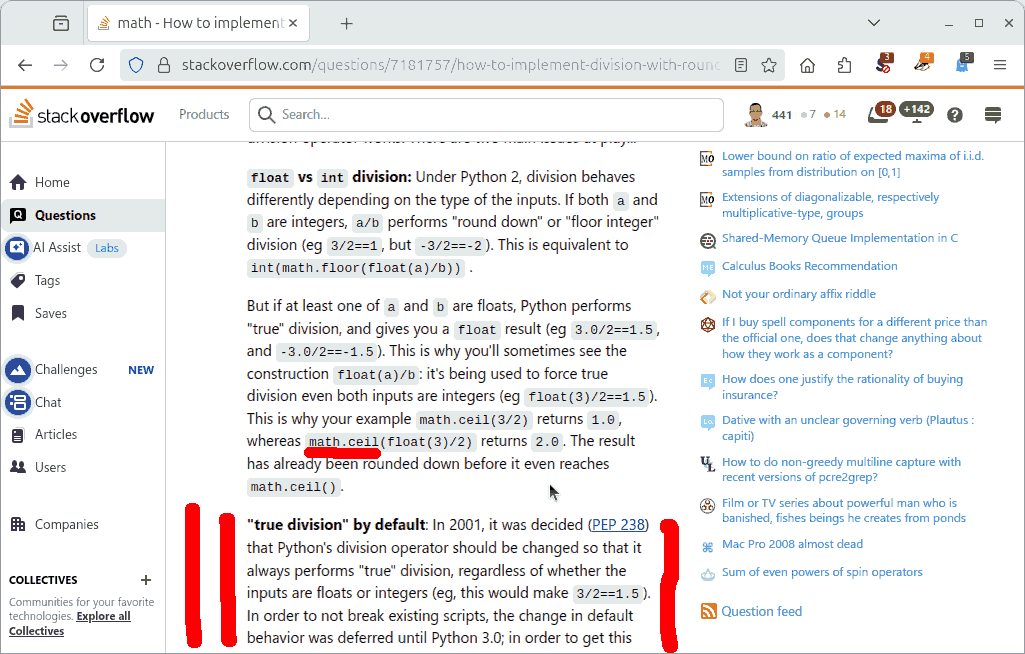 math - How to implement
stackoverflow.com/questions/7181757/how-to-implement-division-with-roun
3
4
5
stackoverflow
Products
Search...
441
7
14
18
+142
Home
Questions
AI Assist
Labs
Tags
Saves
Challenges
NEW
Chat
Articles
Users
Companies
COLLECTIVES
Communities for your favorite
technologies. Explore all
Collectives
float vs int division: Under Python 2, division behaves
differently depending on the type of the inputs. If both a and
b are integers, a/b performs "round down" or "floor integer"
division (eg 3/2==1, but -3/2==-2). This is equivalent to
int(math.floor(float(a)/b)) .
But if at least one of a and b are floats, Python performs
"true" division, and gives you a float result (eg 3.0/2==1.5,
and -3.0/2==-1.5). This is why you'll sometimes see the
construction float(a)/b: it's being used to force true
division even both inputs are integers (eg float(3)/2==1.5).
This is why your example math.ceil(3/2) returns 1.0,
whereas math.ceil(float(3)/2) returns 2.0. The result
has already been rounded down before it even reaches
math.ceil().
"true division" by default: In 2001, it was decided (PEP 238)
that Python's division operator should be changed so that it
always performs "true" division, regardless of whether the
inputs are floats or integers (eg, this would make 3/2==1.5).
In order to not break existing scripts, the change in default
behavior was deferred until Python 3.0; in order to get this
Lower bound on ratio of expected maxima of i.i.d.
samples from distribution on [0,1]
Extensions of diagonalizable, respectively
multiplicative-type, groups
Shared-Memory Queue Implementation in C
Calculus Books Recommendation
Not your ordinary affix riddle
If I buy spell components for a different price than
the official one, does that change anything about
how they work as a component?
How does one justify the rationality of buying
insurance?
Dative with an unclear governing verb (Plautus :
capiti)
How to do non-greedy multiline capture with
recent versions of pcre2grep?
Film or TV series about powerful man who is
banished, fishes beings he creates from ponds
Mac Pro 2008 almost dead
Sum of even powers of spin operators
Question feed